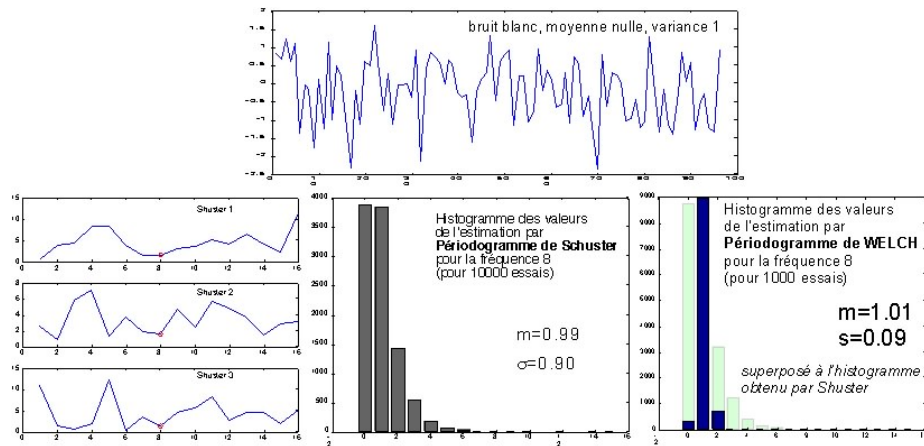 bruit blanc, moyenne nulle, variance 1
Shuster 1
Shuster 2
Shuster 3
Histogramme des valeurs
de l'estimation par
Périodogramme de Schuster
pour la fréquence 8
(pour 10000 essais)
m=0.99
σ=0.90
Histogramme des valeurs
de l'estimation par
Périodogramme de WELCH
pour la fréquence 8
(pour 1000 essais)
m=1.01
s=0.09
superposé à l'histogramme
obtenu par Shuster